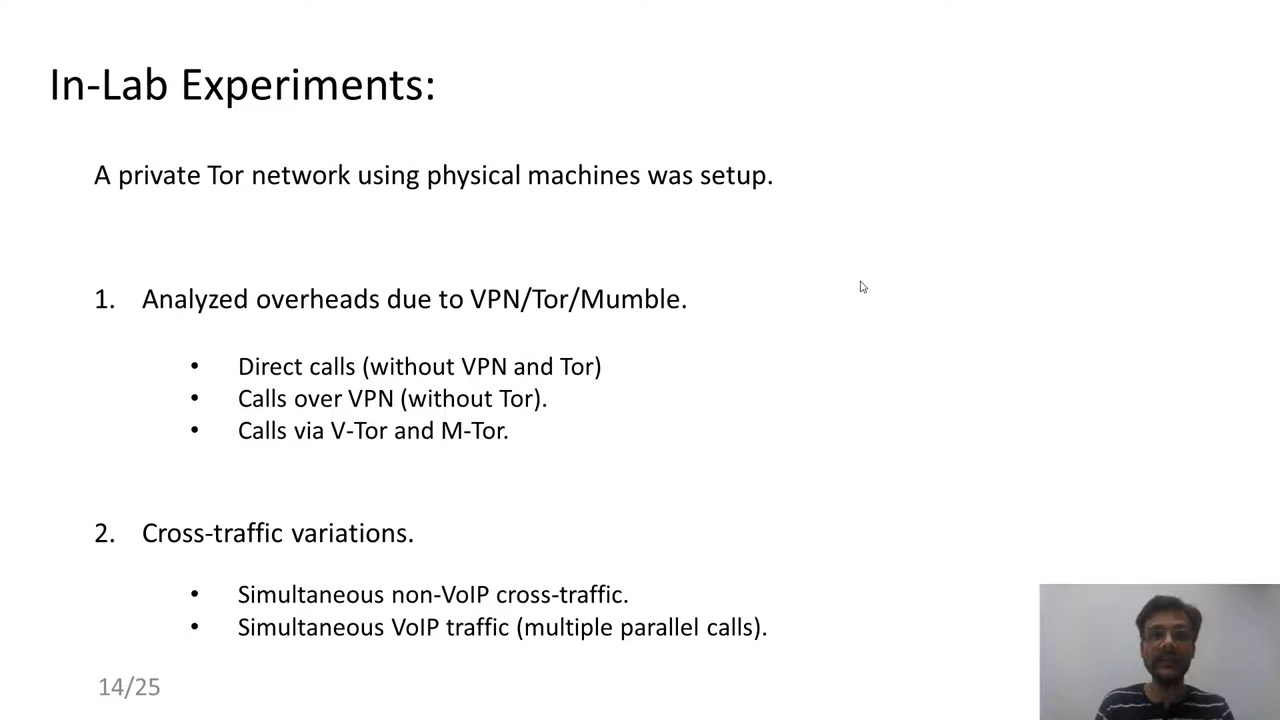 In-Lab Experiments:
A private Tor network using physical machines was setup.
1. Analyzed overheads due to VPN/Tor/Mumble.
• Direct calls (without VPN and Tor)
• Calls over VPN (without Tor).
• Calls via V-Tor and M-Tor.
2. Cross-traffic variations.
• Simultaneous non-VoIP cross-traffic.
• Simultaneous VoIP traffic (multiple parallel calls).
14/25